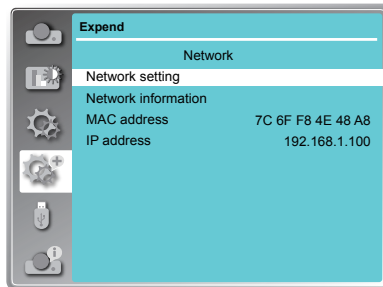 Expend
Network
Network setting
Network information
MAC address 7C 6F F8 4E 48 A8
IP address 192.168.1.100